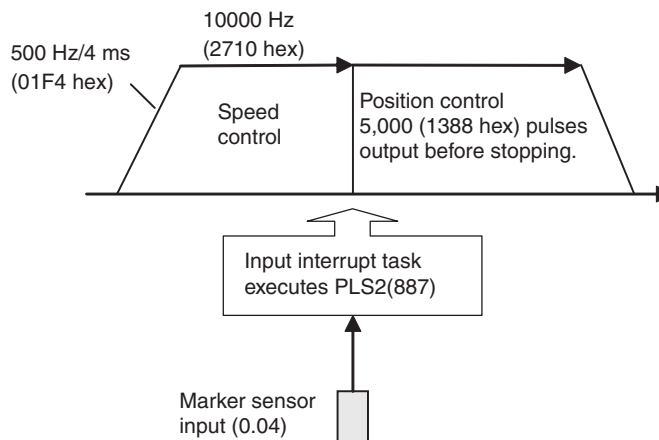 10000 Hz
(2710 hex)
500 Hz/4 ms
(01F4 hex)
Speed
control
Position control
5,000 (1388 hex) pulses
output before stopping.
Input interrupt task
executes PLS2(887)
Marker sensor
input (0.04)